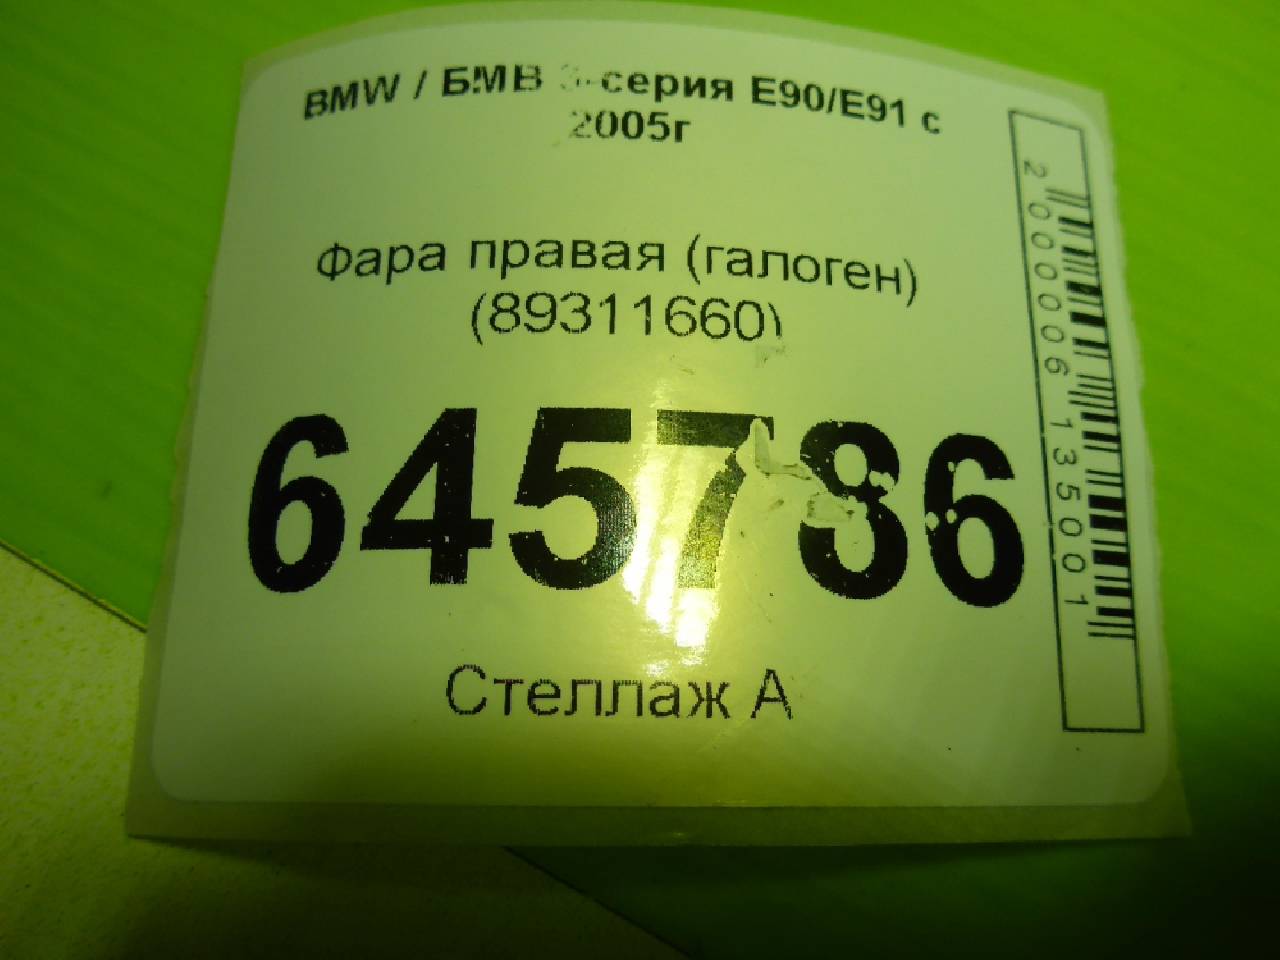 BMW / БМВ 3-серия E90/E91 с
2005г
Фара правая (галоген)
(89311660)
645786
Стеллаж А
2000006135001